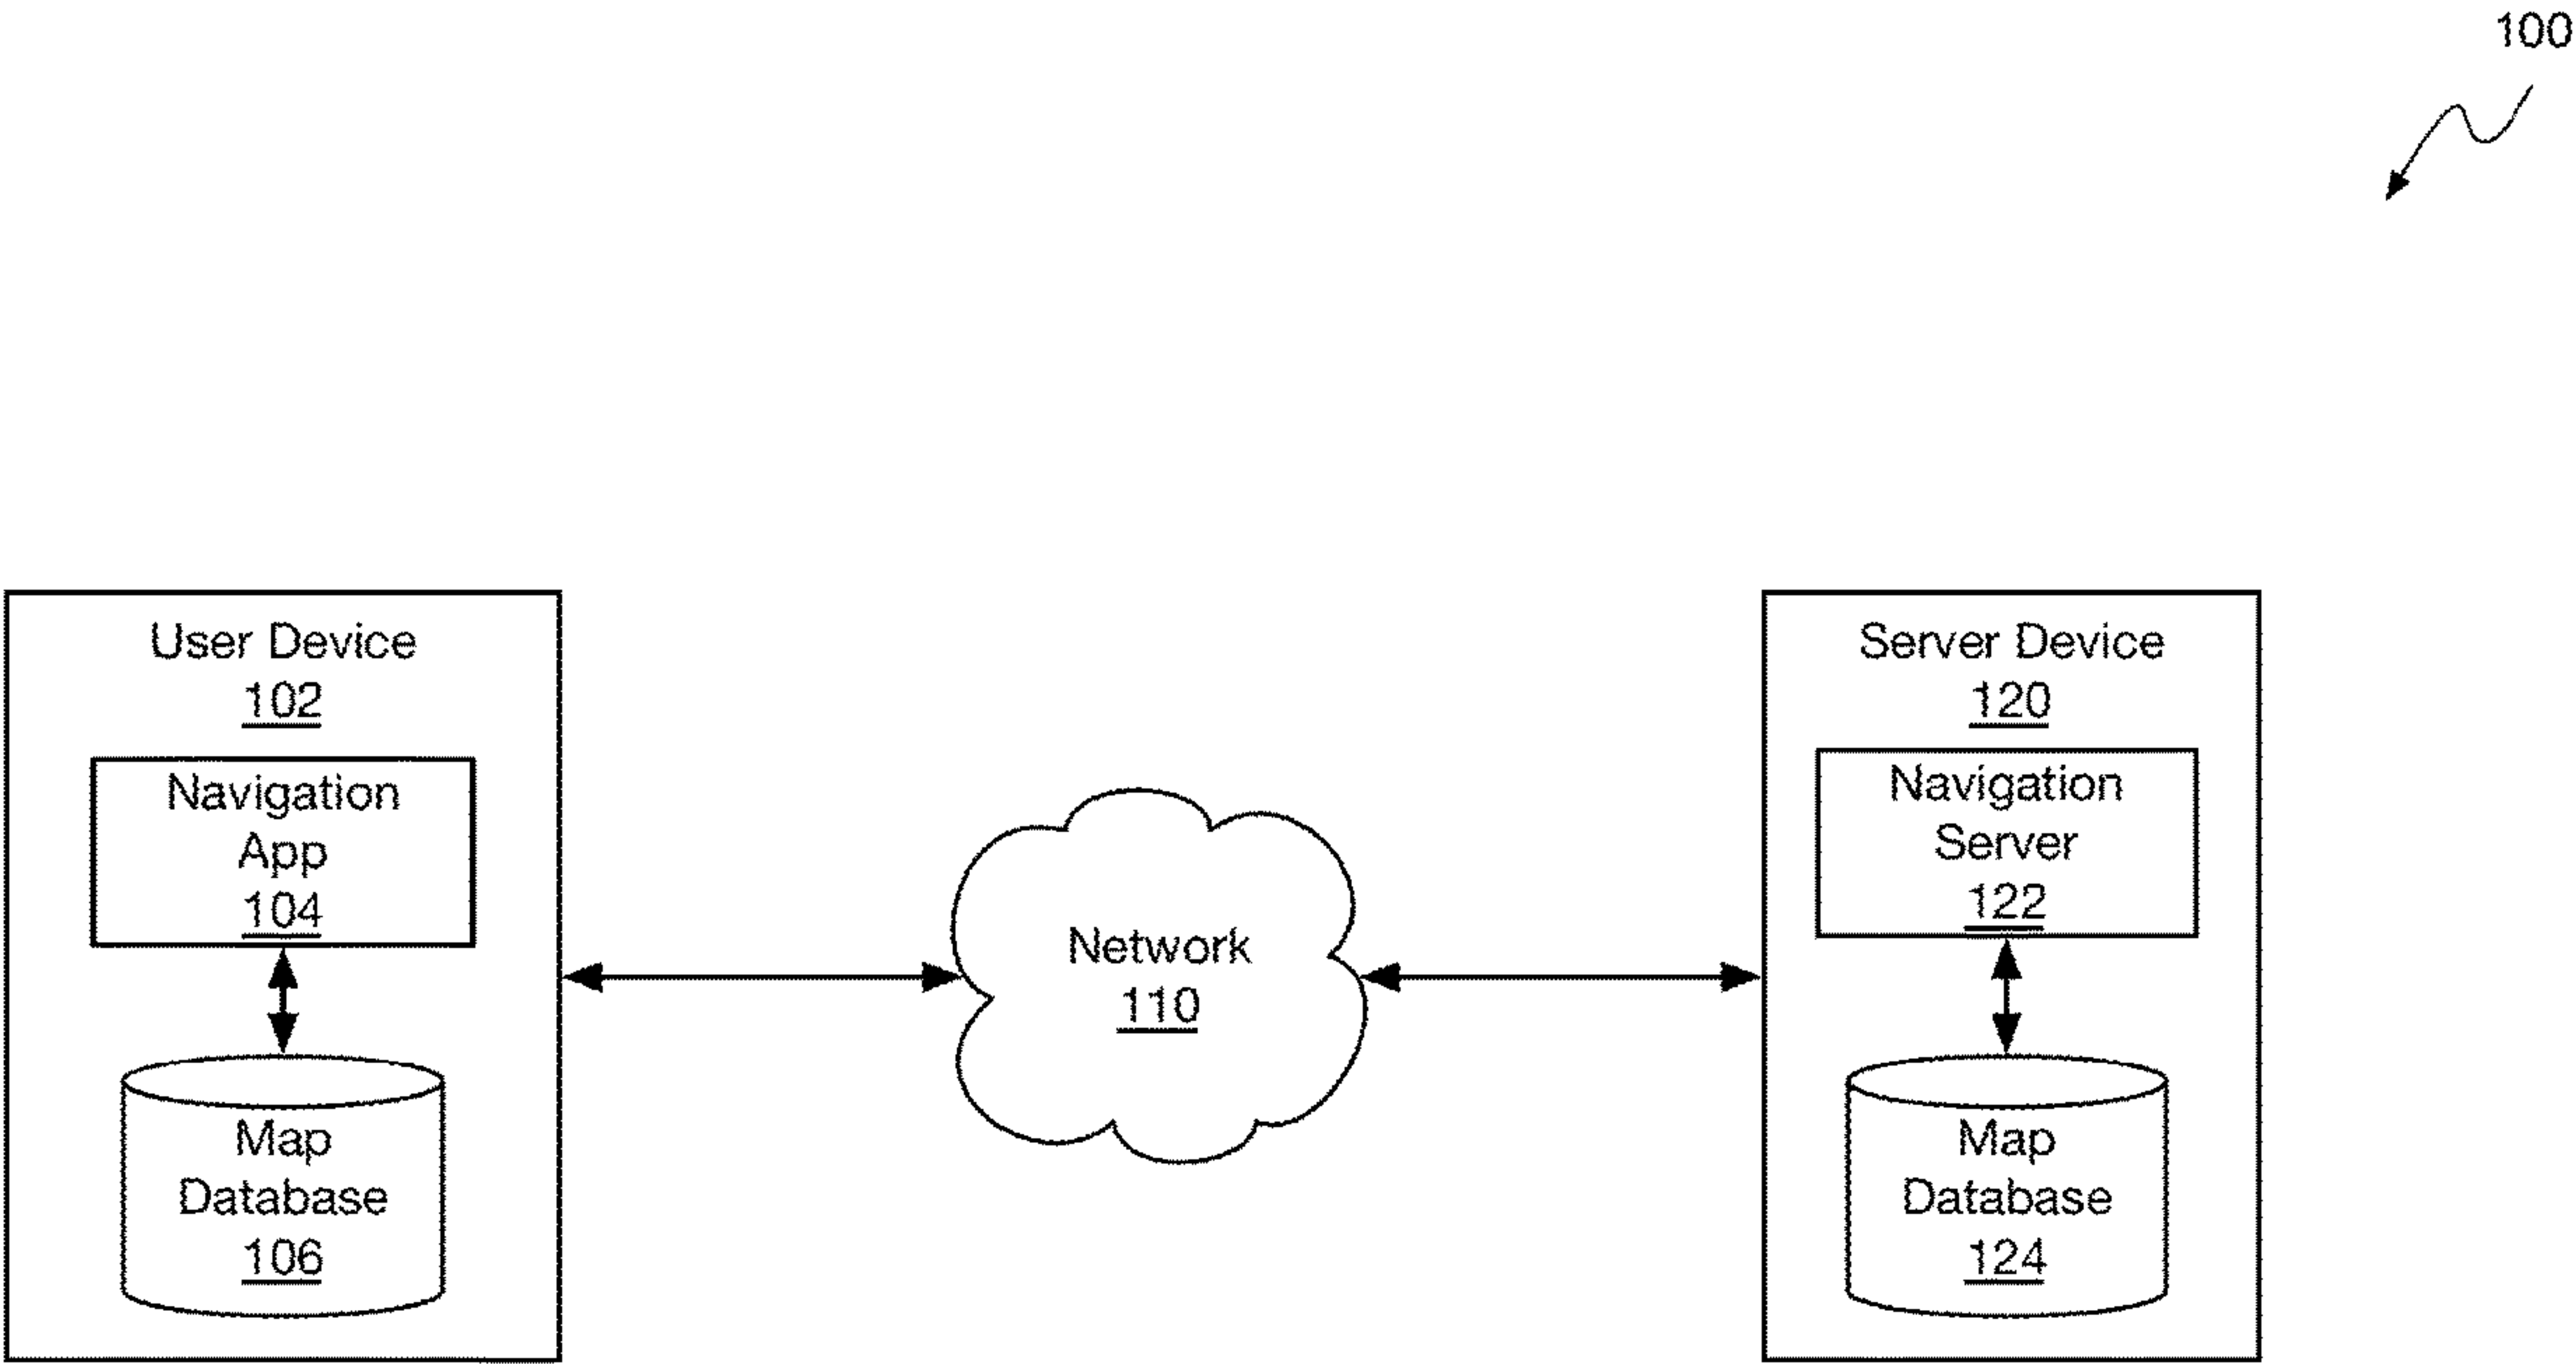 100
User Device
102
Navigation
App
104
Map
Database
106
Network
110
Server Device
120
Navigation
Server
122
Map
Database
124